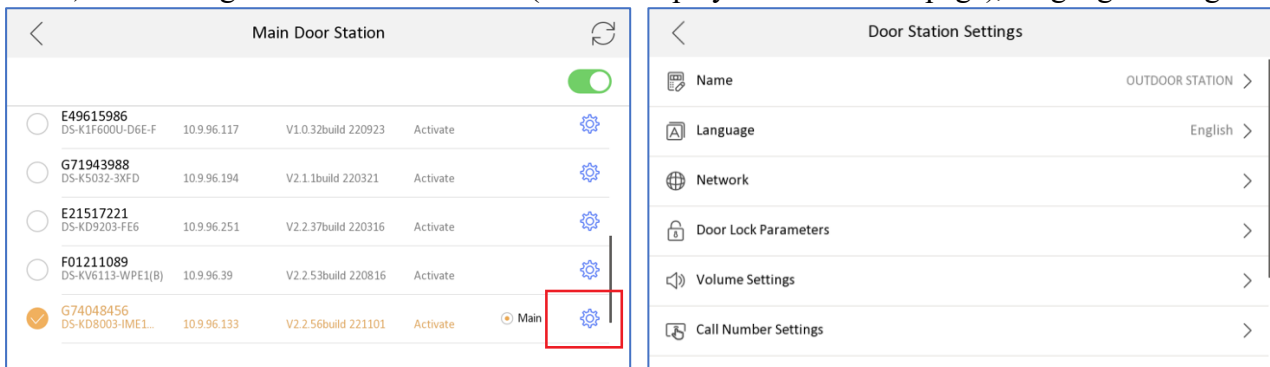 Main Door Station
E49615986
DS-K1F600U-D6E-F 10.9.96.117 V1.0.32build 220923 Activate
G71943988
DS-K5032-3XFD 10.9.96.194 V2.1.1build 220321 Activate
E21517221
DS-KD9203-FE6 10.9.96.251 V2.2.37build 220316 Activate
F01211089
DS-KV6113-WPE1(B) 10.9.96.39 V2.2.53build 220816 Activate
G74048456
DS-KD8003-IME1... 10.9.96.133 V2.2.56build 221101 Activate Main
Door Station Settings
Name OUTDOOR STATION
Language English
Network
Door Lock Parameters
Volume Settings
Call Number Settings